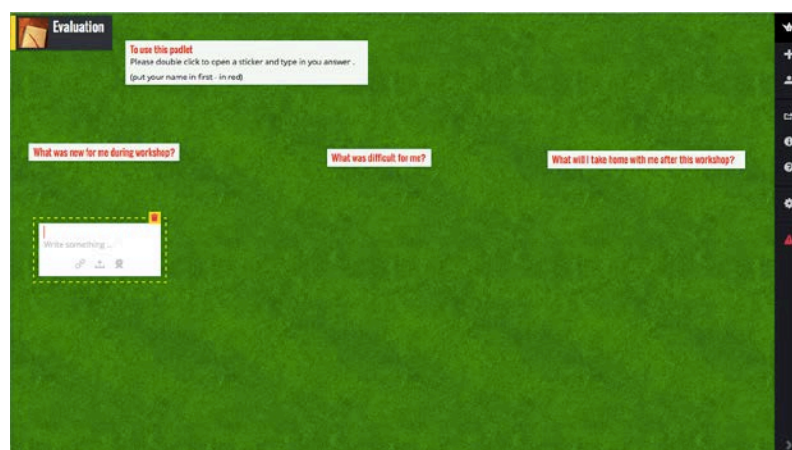 Evaluation
To use this padlet
Please double click to open a sticker and type in you answer .
(put your name in first - in red)
What was new for me during workshop?
What was difficult for me?
What will I take home with me after this workshop?
Write something ...